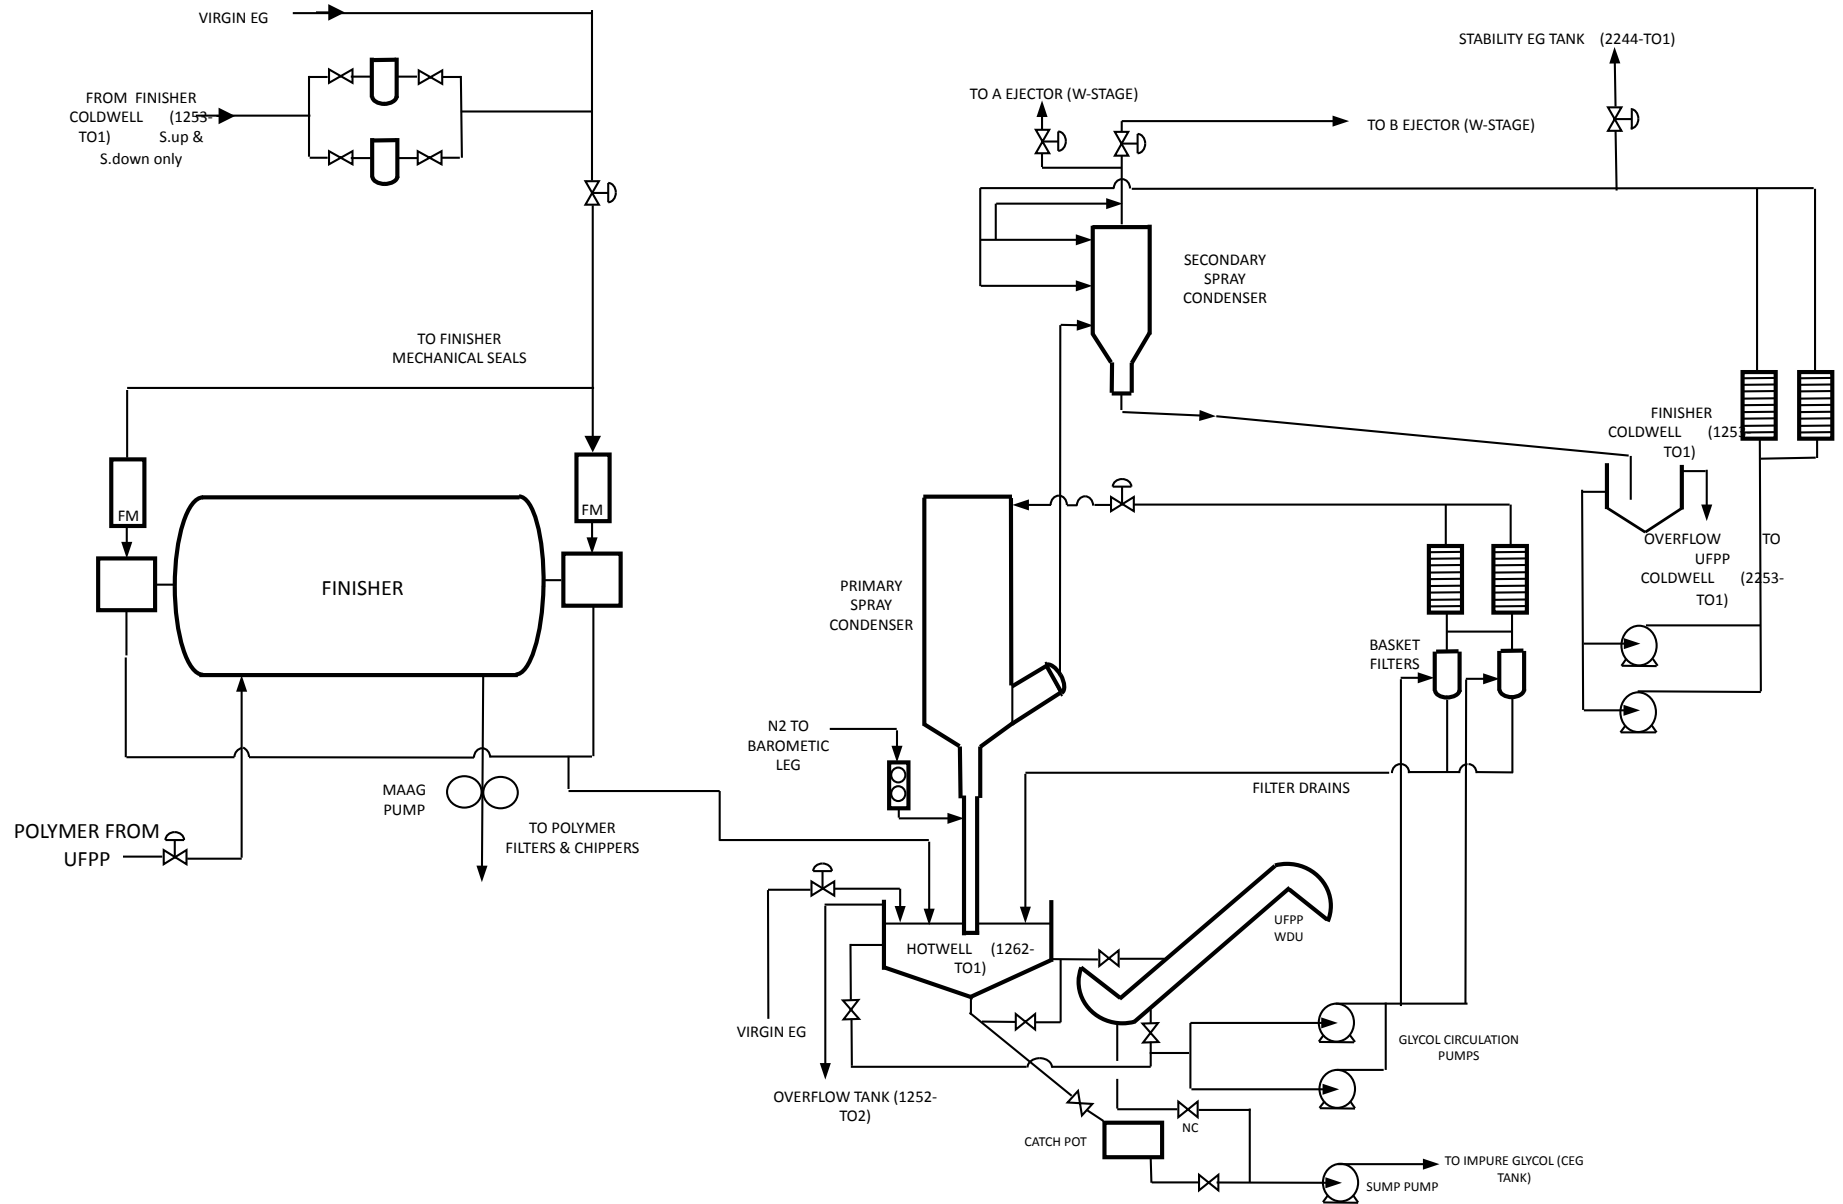 VIRGIN EG
FROM FINISHER
COLDWELL (1253-
TO1) S.up &
S.down only
STABILITY EG TANK (2244-TO1)
TO A EJECTOR (W-STAGE)
TO B EJECTOR (W-STAGE)
SECONDARY
SPRAY
CONDENSER
TO FINISHER
MECHANICAL SEALS
FINISHER
COLDWELL (1253-
TO1)
FM
FM
FINISHER
OVERFLOW TO
UFPP
COLDWELL (2253-
TO1)
PRIMARY
SPRAY
CONDENSER
BASKET
FILTERS
N2 TO
BAROMETIC
LEG
MAAG
PUMP
FILTER DRAINS
POLYMER FROM
UFPP
TO POLYMER
FILTERS & CHIPPERS
UFPP
WDU
HOTWELL (1262-
TO1)
VIRGIN EG
GLYCOL CIRCULATION
PUMPS
OVERFLOW TANK (1252-
TO2)
NC
CATCH POT
TO IMPURE GLYCOL (CEG
TANK)
SUMP PUMP